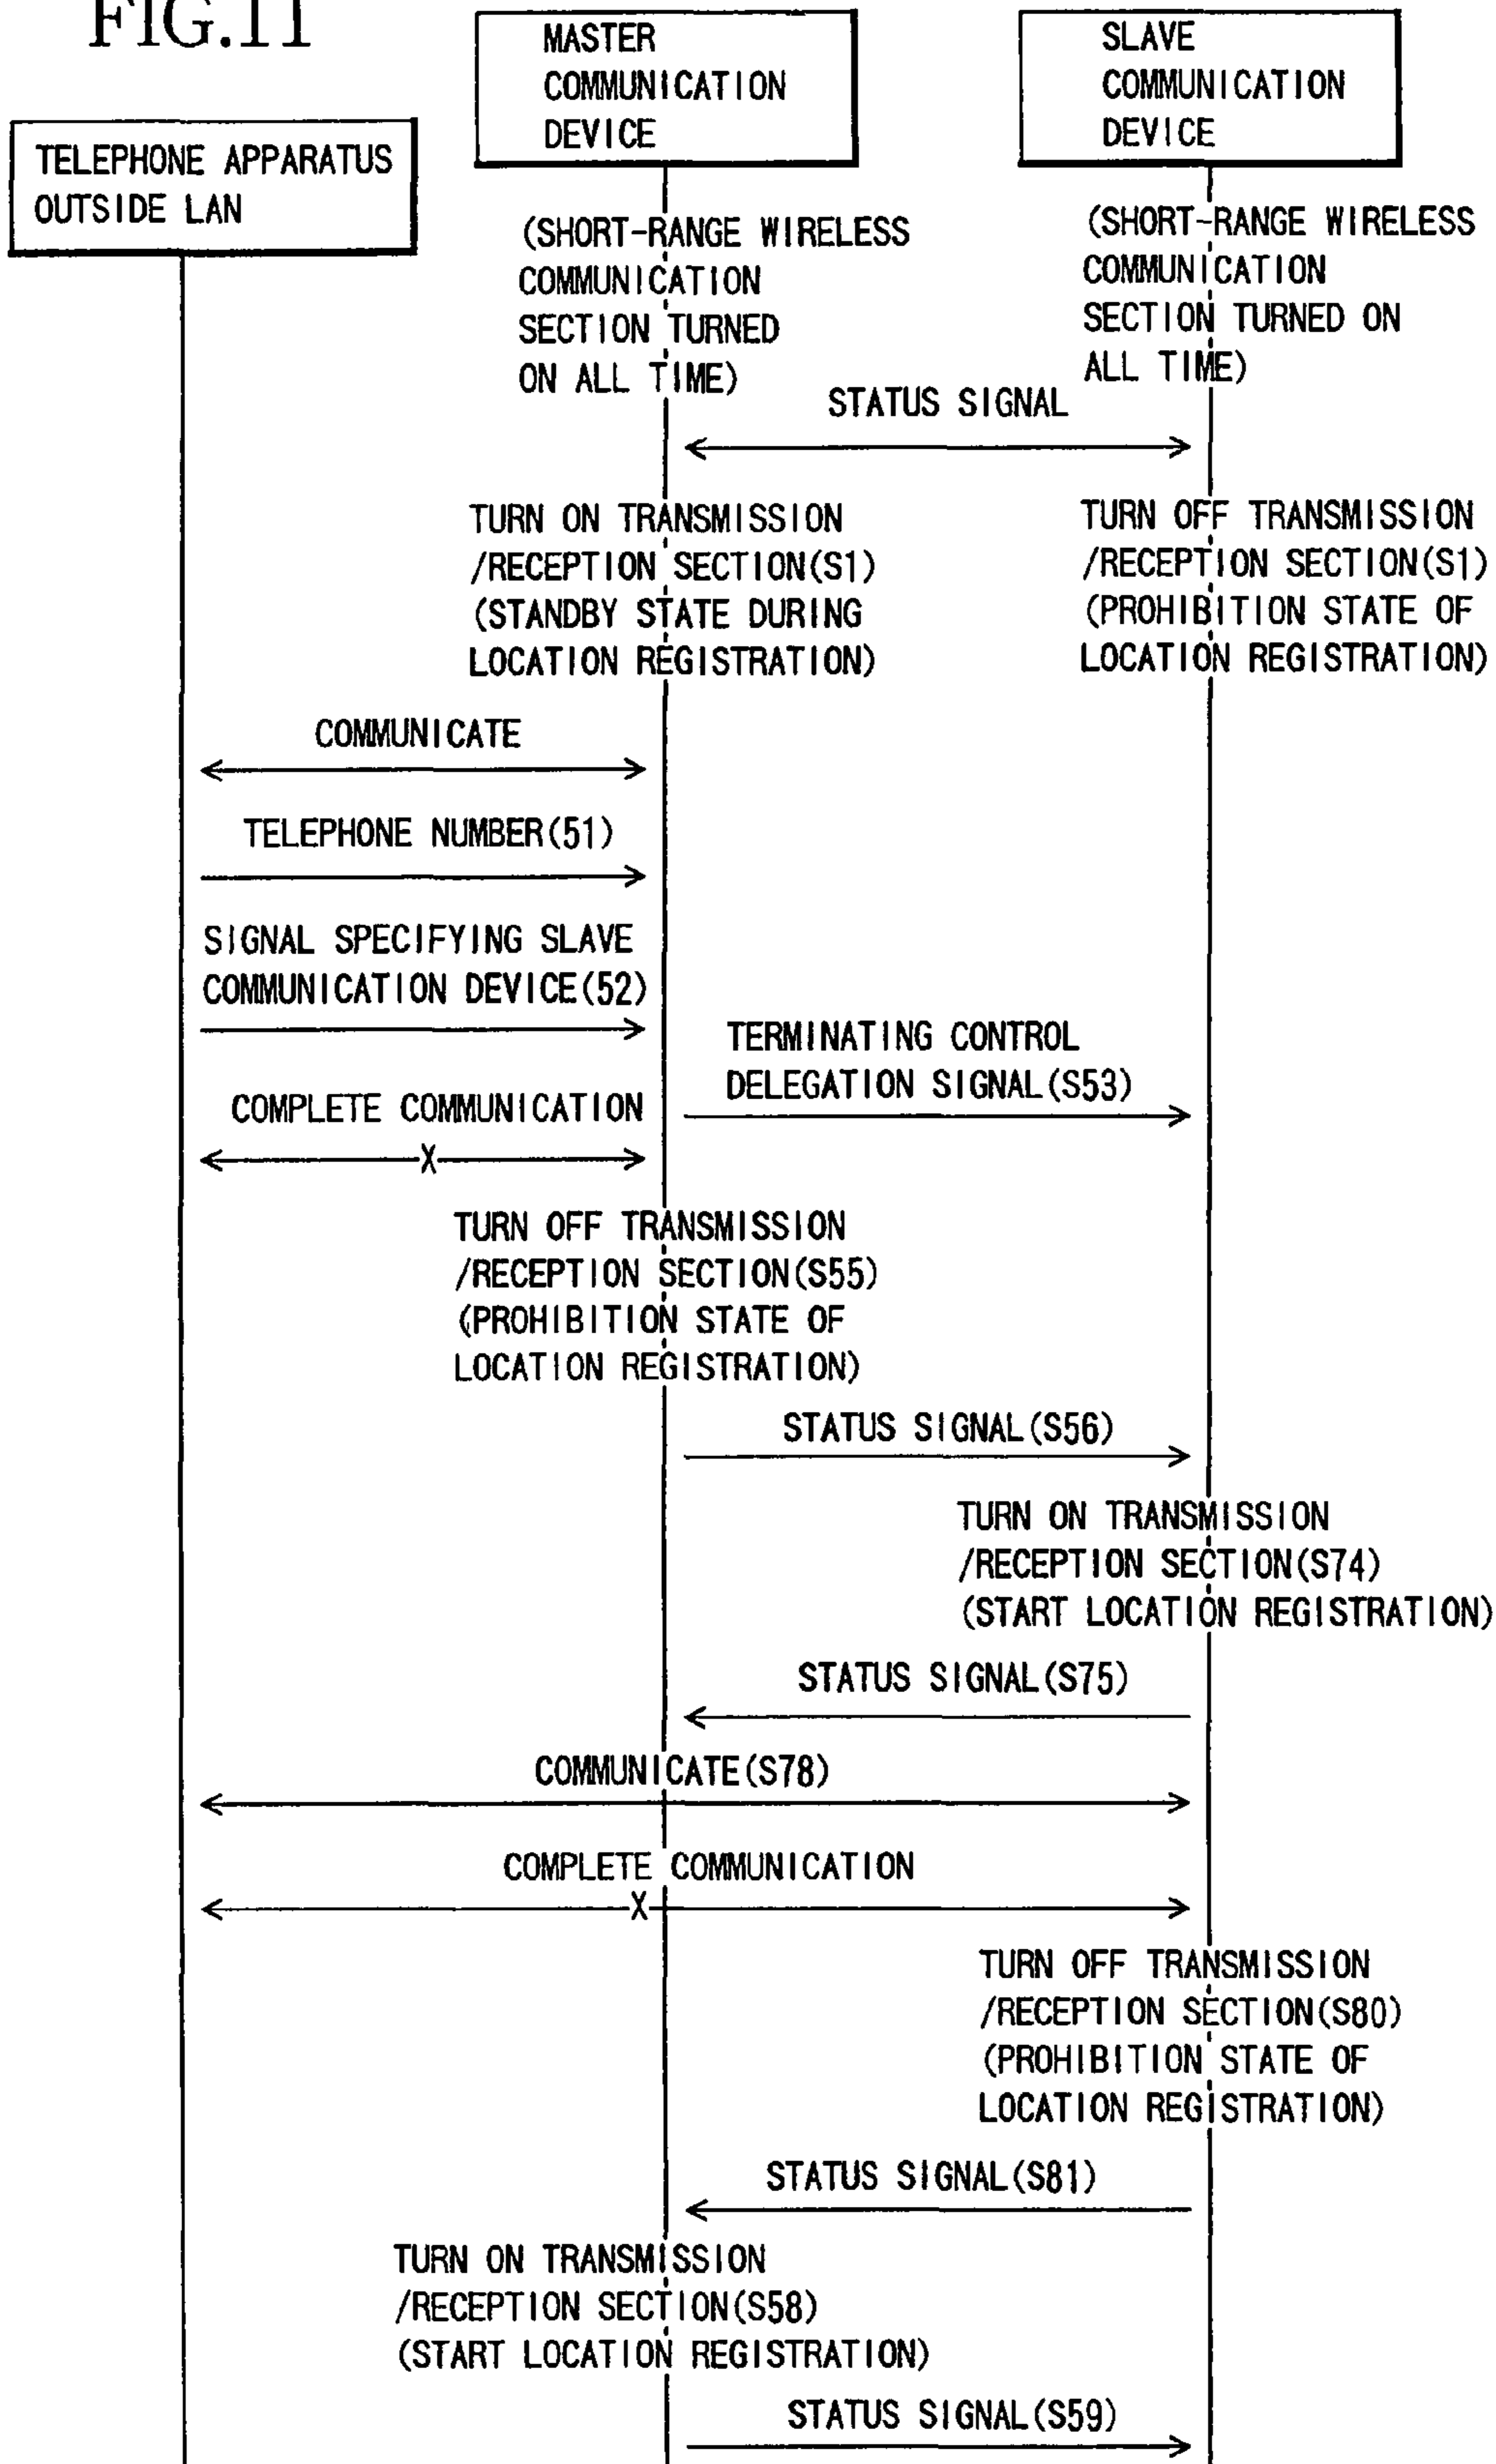 FIG.11
MASTER
COMMUNICATION
DEVICE
SLAVE
COMMUNICATION
DEVICE
TELEPHONE APPARATUS
OUTSIDE LAN
(SHORT-RANGE WIRELESS
COMMUNICATION
SECTION TURNED
ON ALL TIME)
(SHORT-RANGE WIRELESS
COMMUNICATION
SECTION TURNED ON
ALL TIME)
STATUS SIGNAL
TURN ON TRANSMISSION
/RECEPTION SECTION(S1)
(STANDBY STATE DURING
LOCATION REGISTRATION)
TURN OFF TRANSMISSION
/RECEPTION SECTION(S1)
(PROHIBITION STATE OF
LOCATION REGISTRATION)
COMMUNICATE
TELEPHONE NUMBER(51)
SIGNAL SPECIFYING SLAVE
COMMUNICATION DEVICE(52)
TERMINATING CONTROL
DELEGATION SIGNAL(S53)
COMPLETE COMMUNICATION
X
TURN OFF TRANSMISSION
/RECEPTION SECTION(S55)
(PROHIBITION STATE OF
LOCATION REGISTRATION)
STATUS SIGNAL(S56)
TURN ON TRANSMISSION
/RECEPTION SECTION(S74)
(START LOCATION REGISTRATION)
STATUS SIGNAL(S75)
COMMUNICATE(S78)
COMPLETE COMMUNICATION
X
TURN OFF TRANSMISSION
/RECEPTION SECTION(S80)
(PROHIBITION STATE OF
LOCATION REGISTRATION)
STATUS SIGNAL(S81)
TURN ON TRANSMISSION
/RECEPTION SECTION(S58)
(START LOCATION REGISTRATION)
STATUS SIGNAL(S59)